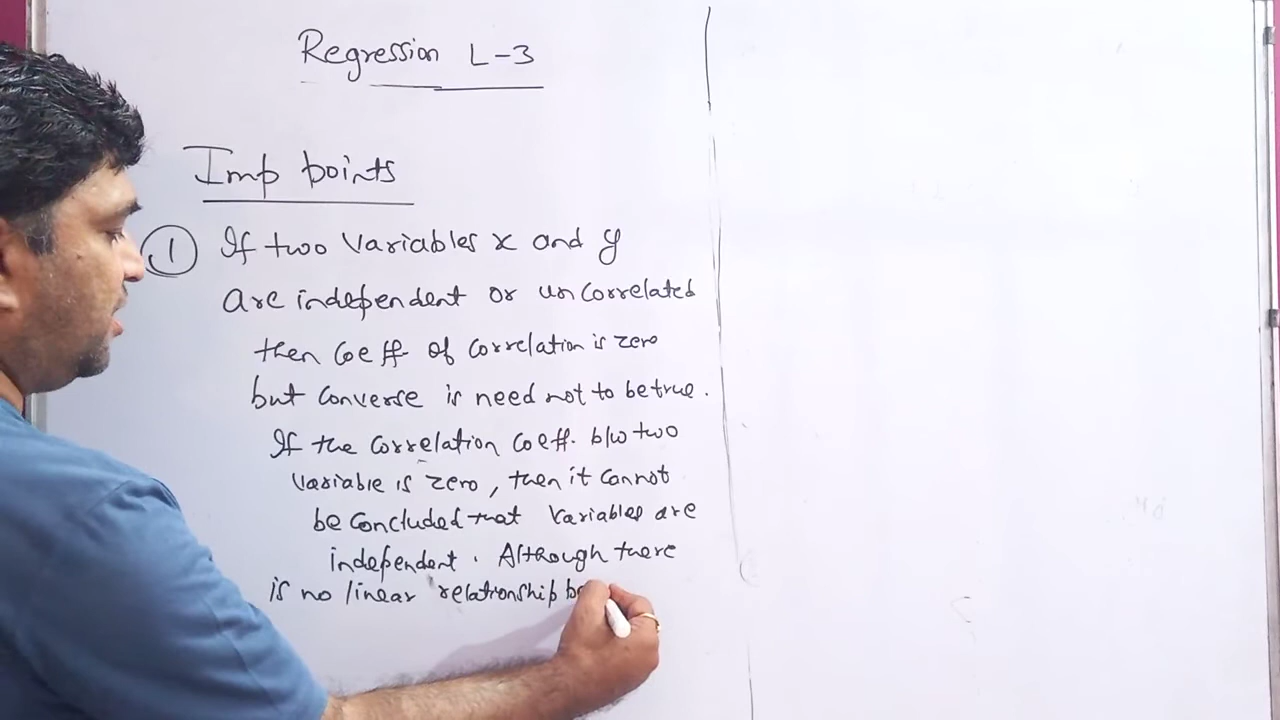 Regression L-3
Imp points
1 If two variables x and y
are independent or uncorrelated
then coeff. of correlation is zero
but converse is need not to be true.
If the correlation coeff. b/w two
variable is zero, then it cannot
be concluded that variables are
independent. Although there
is no linear relationship be